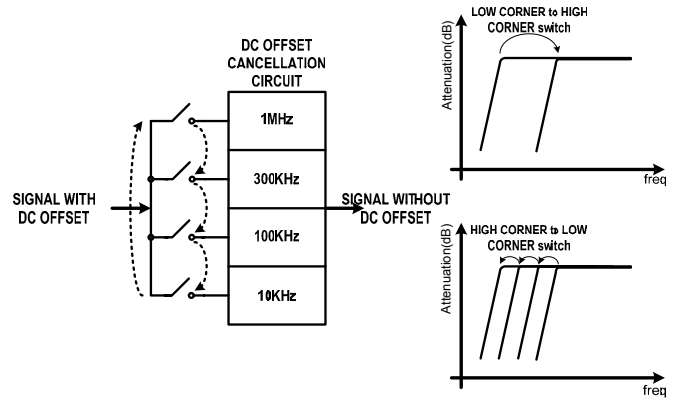 DC OFFSET
CANCELLATION
CIRCUIT
1MHz
300KHz
100KHz
10KHz
SIGNAL WITH
DC OFFSET
SIGNAL WITHOUT
DC OFFSET
LOW CORNER to HIGH
CORNER switch
Attenuation(dB)
freq
HIGH CORNER to LOW
CORNER switch
Attenuation(dB)
freq